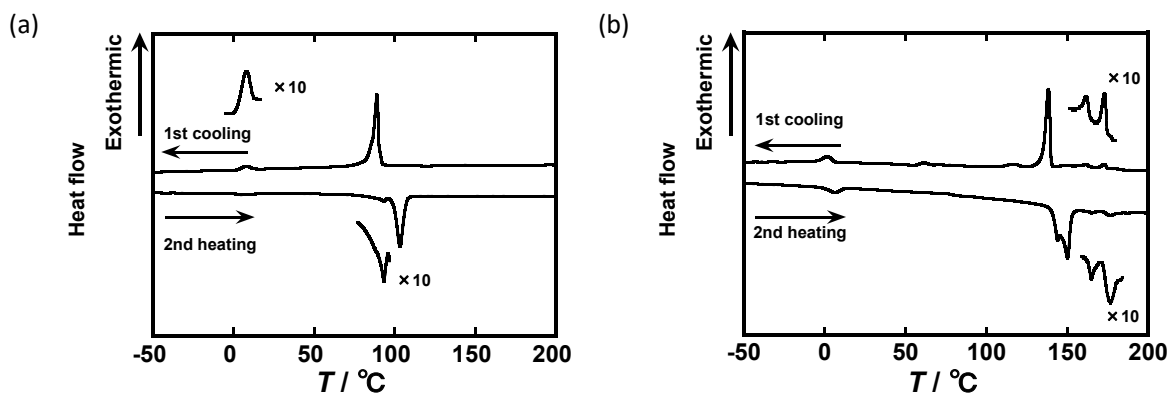 (a)
Exothermic
Heat flow
× 10
1st cooling
2nd heating
× 10
-50 0 50 100 150 200
T / °C
(b)
Exothermic
Heat flow
× 10
1st cooling
2nd heating
× 10
-50 0 50 100 150 200
T / °C